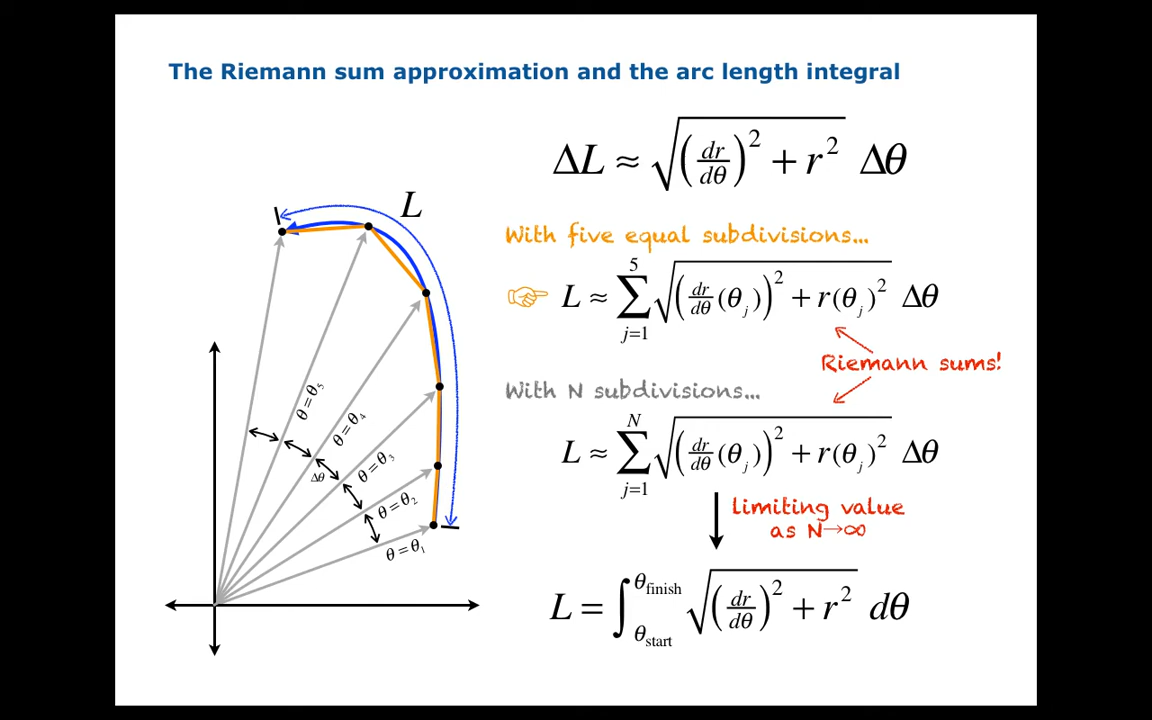 The Riemann sum approximation and the arc length integral
ΔL ≈ √((dr/dθ)² + r²) Δθ
With five equal subdivisions...
L ≈ ∑_{j=1}^{5} √((dr/dθ (θ_j))² + r(θ_j)²) Δθ
Riemann sums!
With N subdivisions...
L ≈ ∑_{j=1}^{N} √((dr/dθ (θ_j))² + r(θ_j)²) Δθ
limiting value
as N→∞
L = ∫_{θ_start}^{θ_finish} √((dr/dθ)² + r²) dθ
L
θ = θ₅
θ = θ₄
θ = θ₃
Δθ
θ = θ₂
θ = θ₁